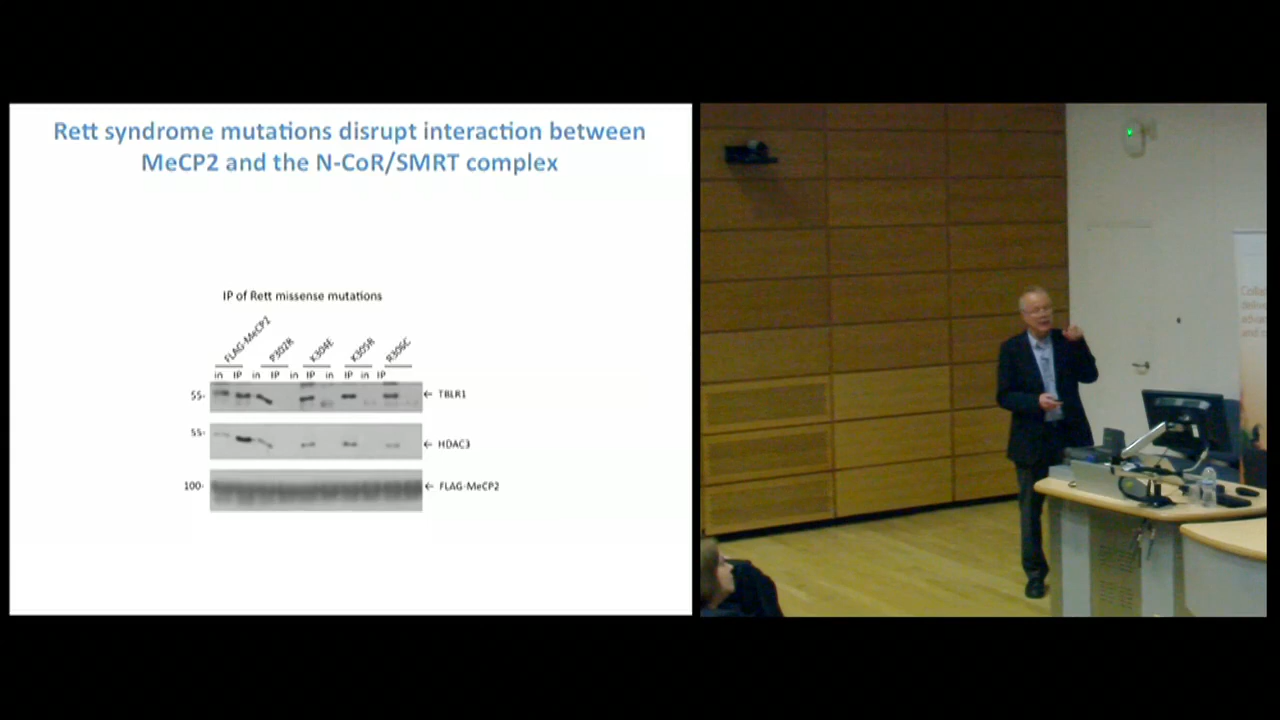 Rett syndrome mutations disrupt interaction between
MeCP2 and the N-CoR/SMRT complex
IP of Rett missense mutations
FLAG-MeCP2 P302R K304E K305R R306C
in IP in IP in IP in IP in IP
55- ← TBLR1
55- ← HDAC3
100- ← FLAG-MeCP2